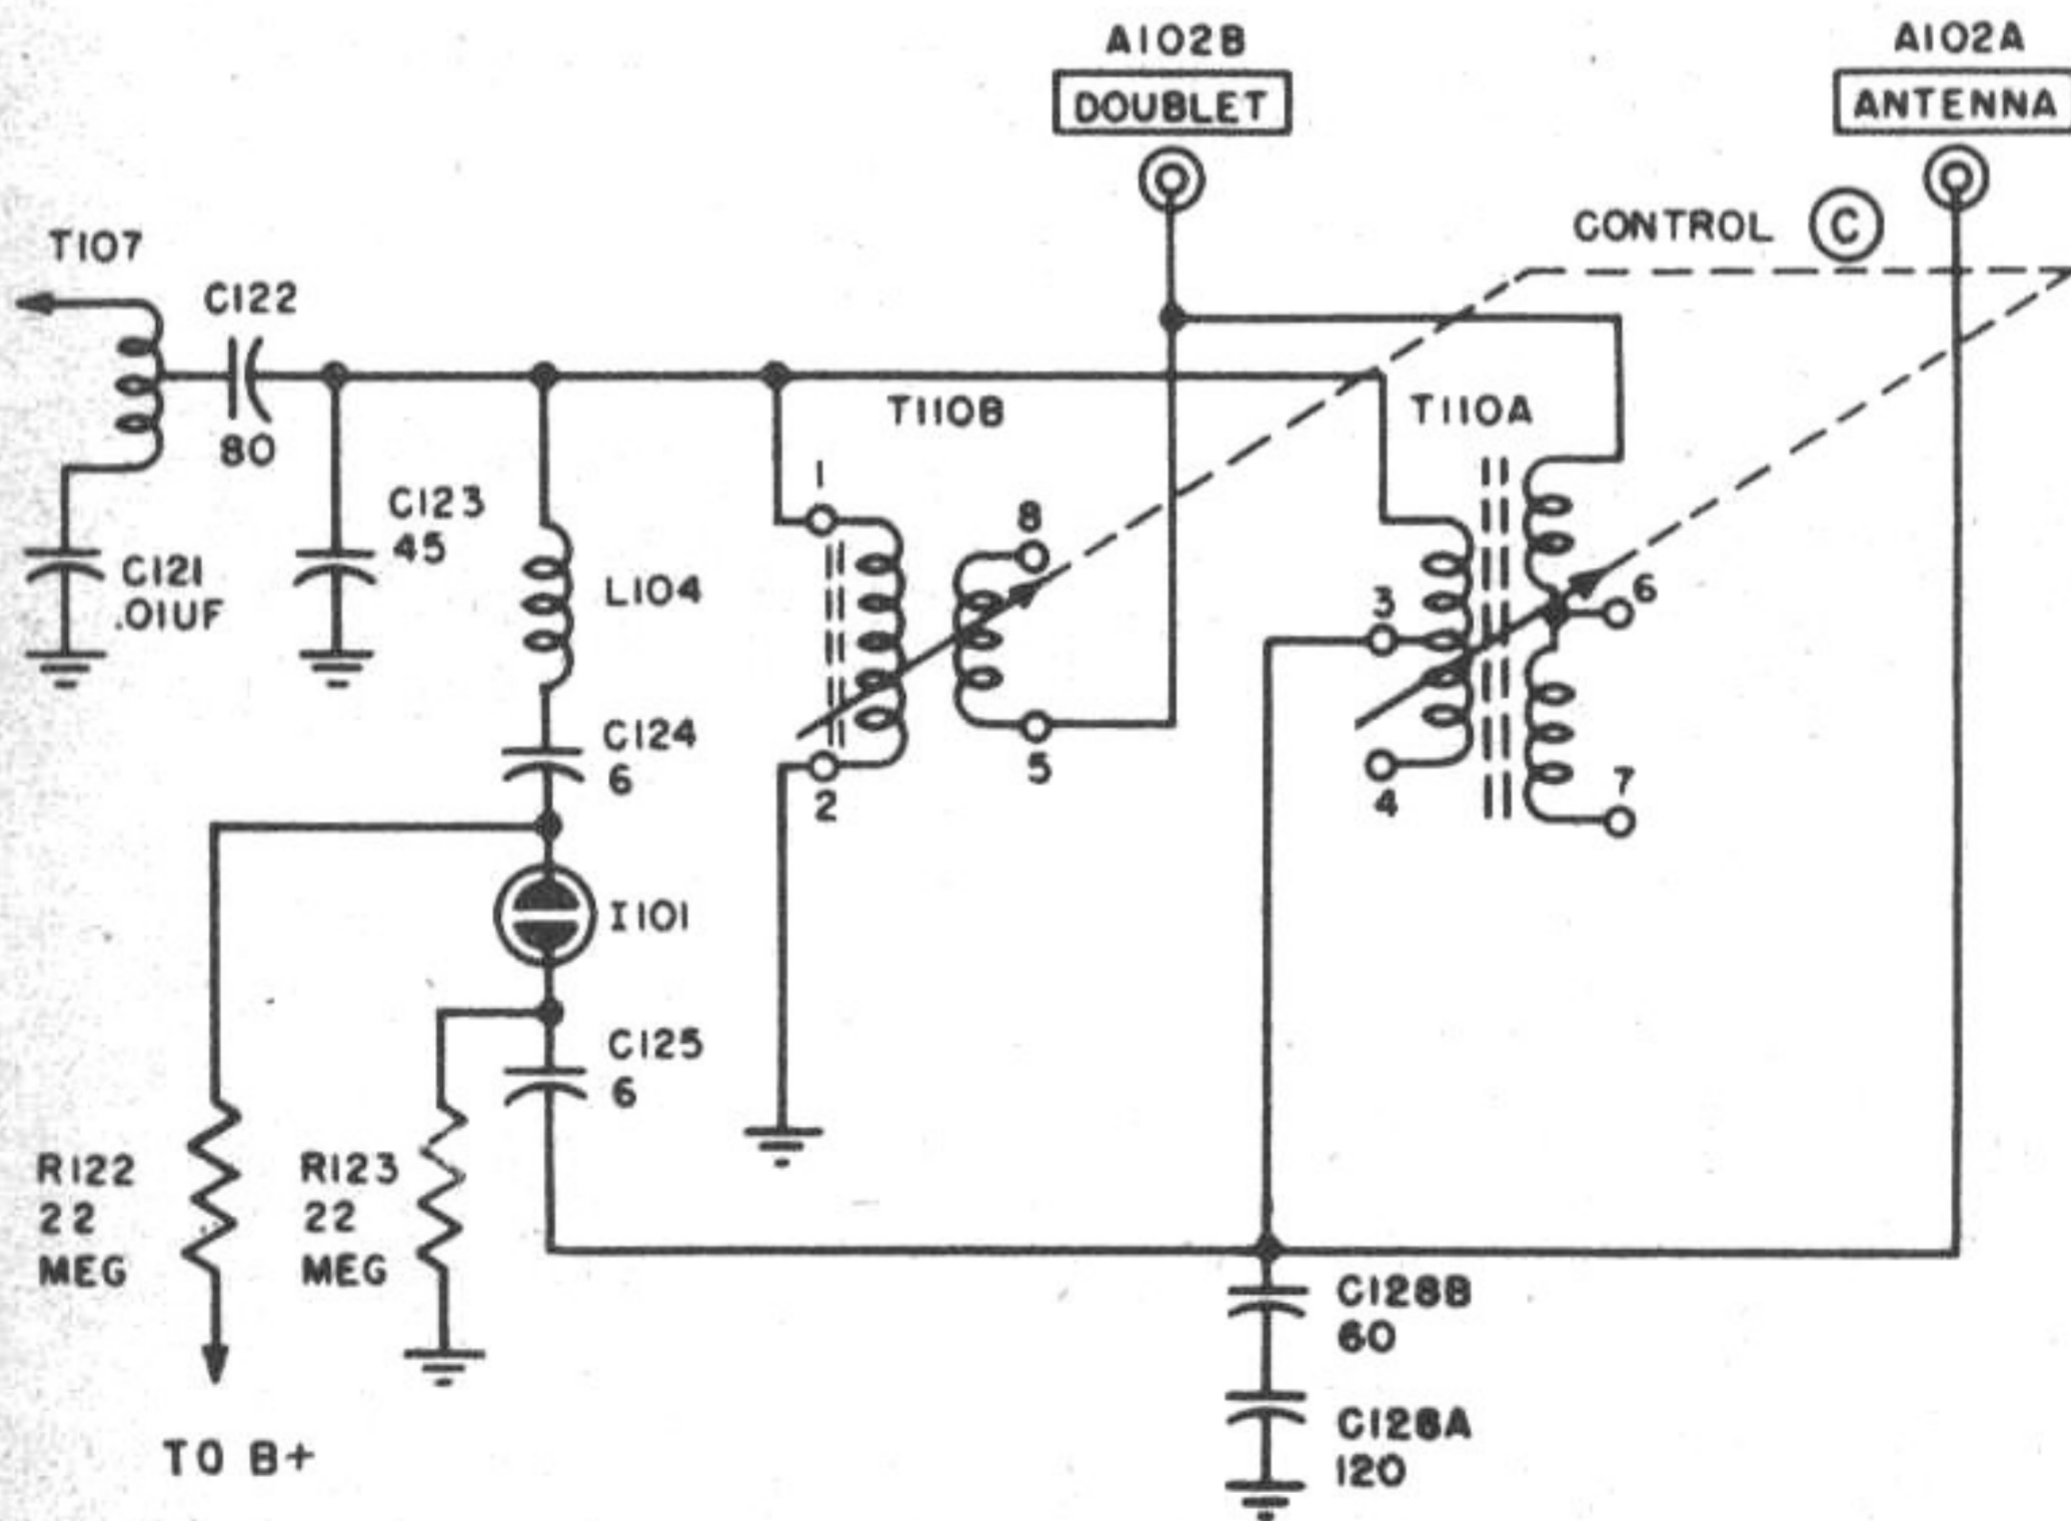 A102B
DOUBLET
A102A
ANTENNA
CONTROL C
T107
C122
80
T110B
T110A
C123
45
C121
.01UF
L104
1
8
3
6
C124
6
2
5
4
7
I101
C125
6
R122
22
MEG
R123
22
MEG
C128B
60
C128A
120
TO B+